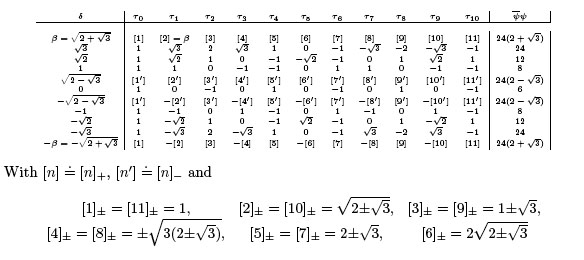 δ τ₀ τ₁ τ₂ τ₃ τ₄ τ₅ τ₆ τ₇ τ₈ τ₉ τ₁₀ ψ̄ψ
β = √(2+√3) [1] [2] = β [3] [4] [5] [6] [7] [8] [9] [10] [11] 24(2+√3)
√3 1 √3 2 √3 1 0 −1 −√3 −2 −√3 −1 24
√2 1 √2 1 0 −1 −√2 −1 0 1 √2 1 12
1 1 1 0 −1 −1 0 1 1 0 −1 −1 8
√(2−√3) [1′] [2′] [3′] [4′] [5′] [6′] [7′] [8′] [9′] [10′] [11′] 24(2−√3)
0 1 0 −1 0 1 0 −1 0 1 0 −1 6
−√(2−√3) [1′] −[2′] [3′] −[4′] [5′] −[6′] [7′] −[8′] [9′] −[10′] [11′] 24(2−√3)
−1 1 −1 0 1 −1 0 1 −1 0 1 −1 8
−√2 1 −√2 1 0 −1 √2 −1 0 1 −√2 1 12
−√3 1 −√3 2 −√3 1 0 −1 √3 −2 √3 −1 24
−β = −√(2+√3) [1] −[2] [3] −[4] [5] −[6] [7] −[8] [9] −[10] [11] 24(2+√3)
With [n] ≐ [n]₊, [n′] ≐ [n]₋ and
[1]± = [11]± = 1, [2]± = [10]± = √(2±√3), [3]± = [9]± = 1±√3,
[4]± = [8]± = ±√(3(2±√3)), [5]± = [7]± = 2±√3, [6]± = 2√(2±√3)